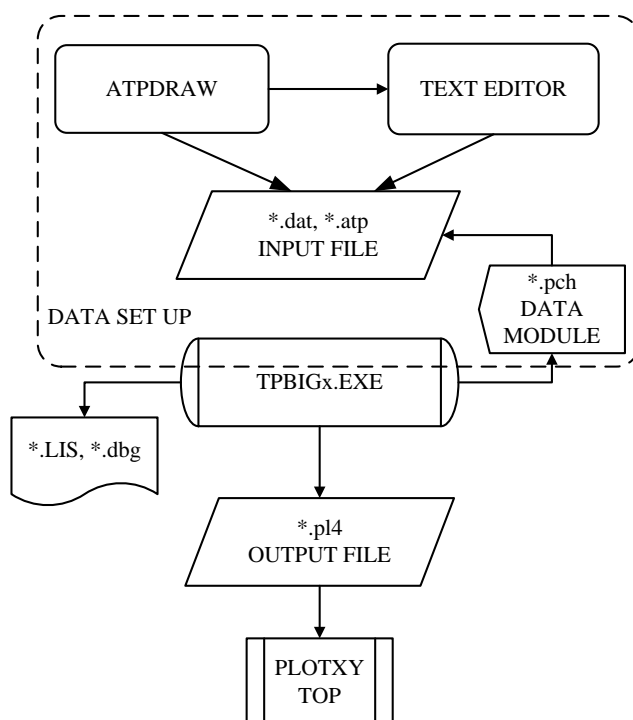 ATPDRAW
TEXT EDITOR
*.dat, *.atp
INPUT FILE
*.pch
DATA
MODULE
DATA SET UP
TPBIGx.EXE
*.LIS, *.dbg
*.pl4
OUTPUT FILE
PLOTXY
TOP